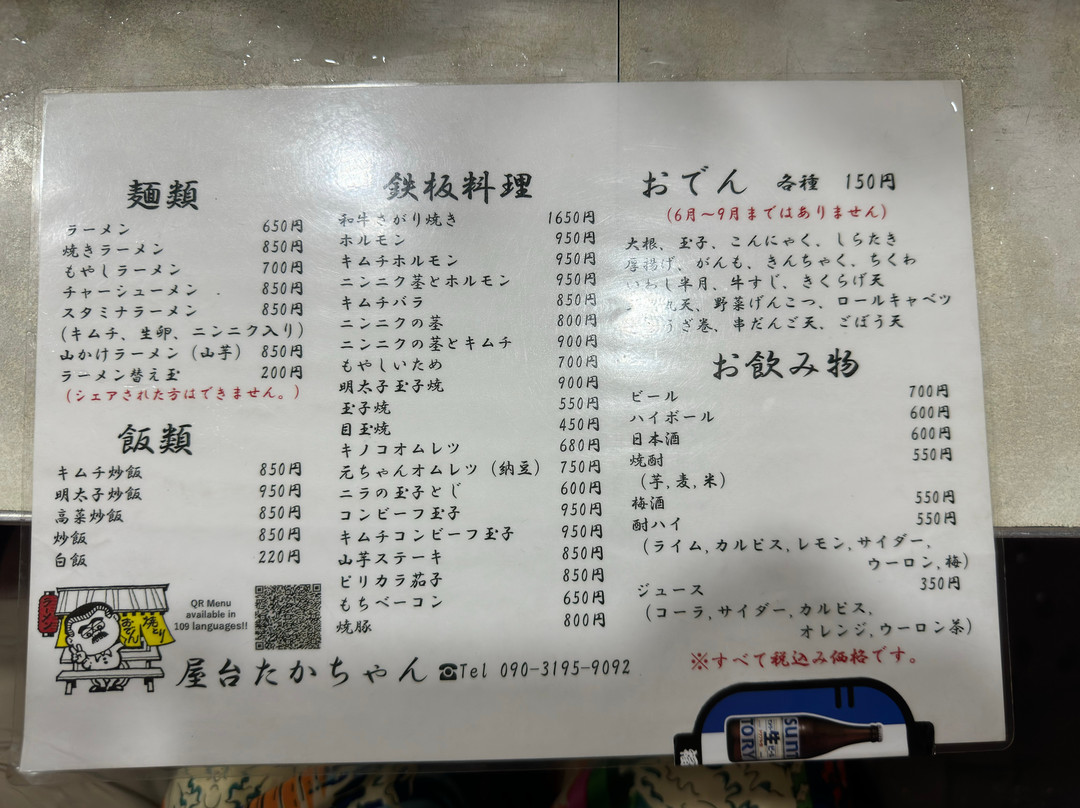 麺類
ラーメン 650円
焼きラーメン 850円
もやしラーメン 700円
チャーシューメン 850円
スタミナラーメン 850円
(キムチ、生卵、ニンニク入り)
山かけラーメン(山芋) 850円
ラーメン替え玉 200円
(シェアされた方はできません。)
飯類
キムチ炒飯 850円
明太子炒飯 950円
高菜炒飯 850円
炒飯 850円
白飯 220円
鉄板料理
和牛さがり焼き 1650円
ホルモン 950円
キムチホルモン 950円
ニンニク茎とホルモン 950円
キムチバラ 850円
ニンニクの茎 800円
ニンニクの茎とキムチ 900円
もやしいため 700円
明太子玉子焼 900円
玉子焼 550円
目玉焼 450円
キノコオムレツ 680円
元ちゃんオムレツ(納豆) 750円
ニラの玉子とじ 600円
コンビーフ玉子 950円
キムチコンビーフ玉子 950円
山芋ステーキ 850円
ピリカラ茄子 850円
もちベーコン 650円
焼豚 800円
おでん 各種 150円
(6月〜9月まではありません)
大根、玉子、こんにゃく、しらたき
厚揚げ、がんも、きんちゃく、ちくわ
いわし半月、牛すじ、きくらげ天
丸天、野菜げんこつ、ロールキャベツ
うぎ巻、串だんご天、ごぼう天
お飲み物
ビール 700円
ハイボール 600円
日本酒 600円
焼酎 550円
(芋,麦,米)
梅酒 550円
酎ハイ 550円
(ライム,カルピス,レモン,サイダー,
ウーロン,梅)
ジュース 350円
(コーラ,サイダー,カルピス,
オレンジ,ウーロン茶)
※すべて税込み価格です。
ラーメン
おでん
焼とり
QR Menu
available in
109 languages!!
屋台たかちゃん ☎Tel 090-3195-9092
SUNTORY
生